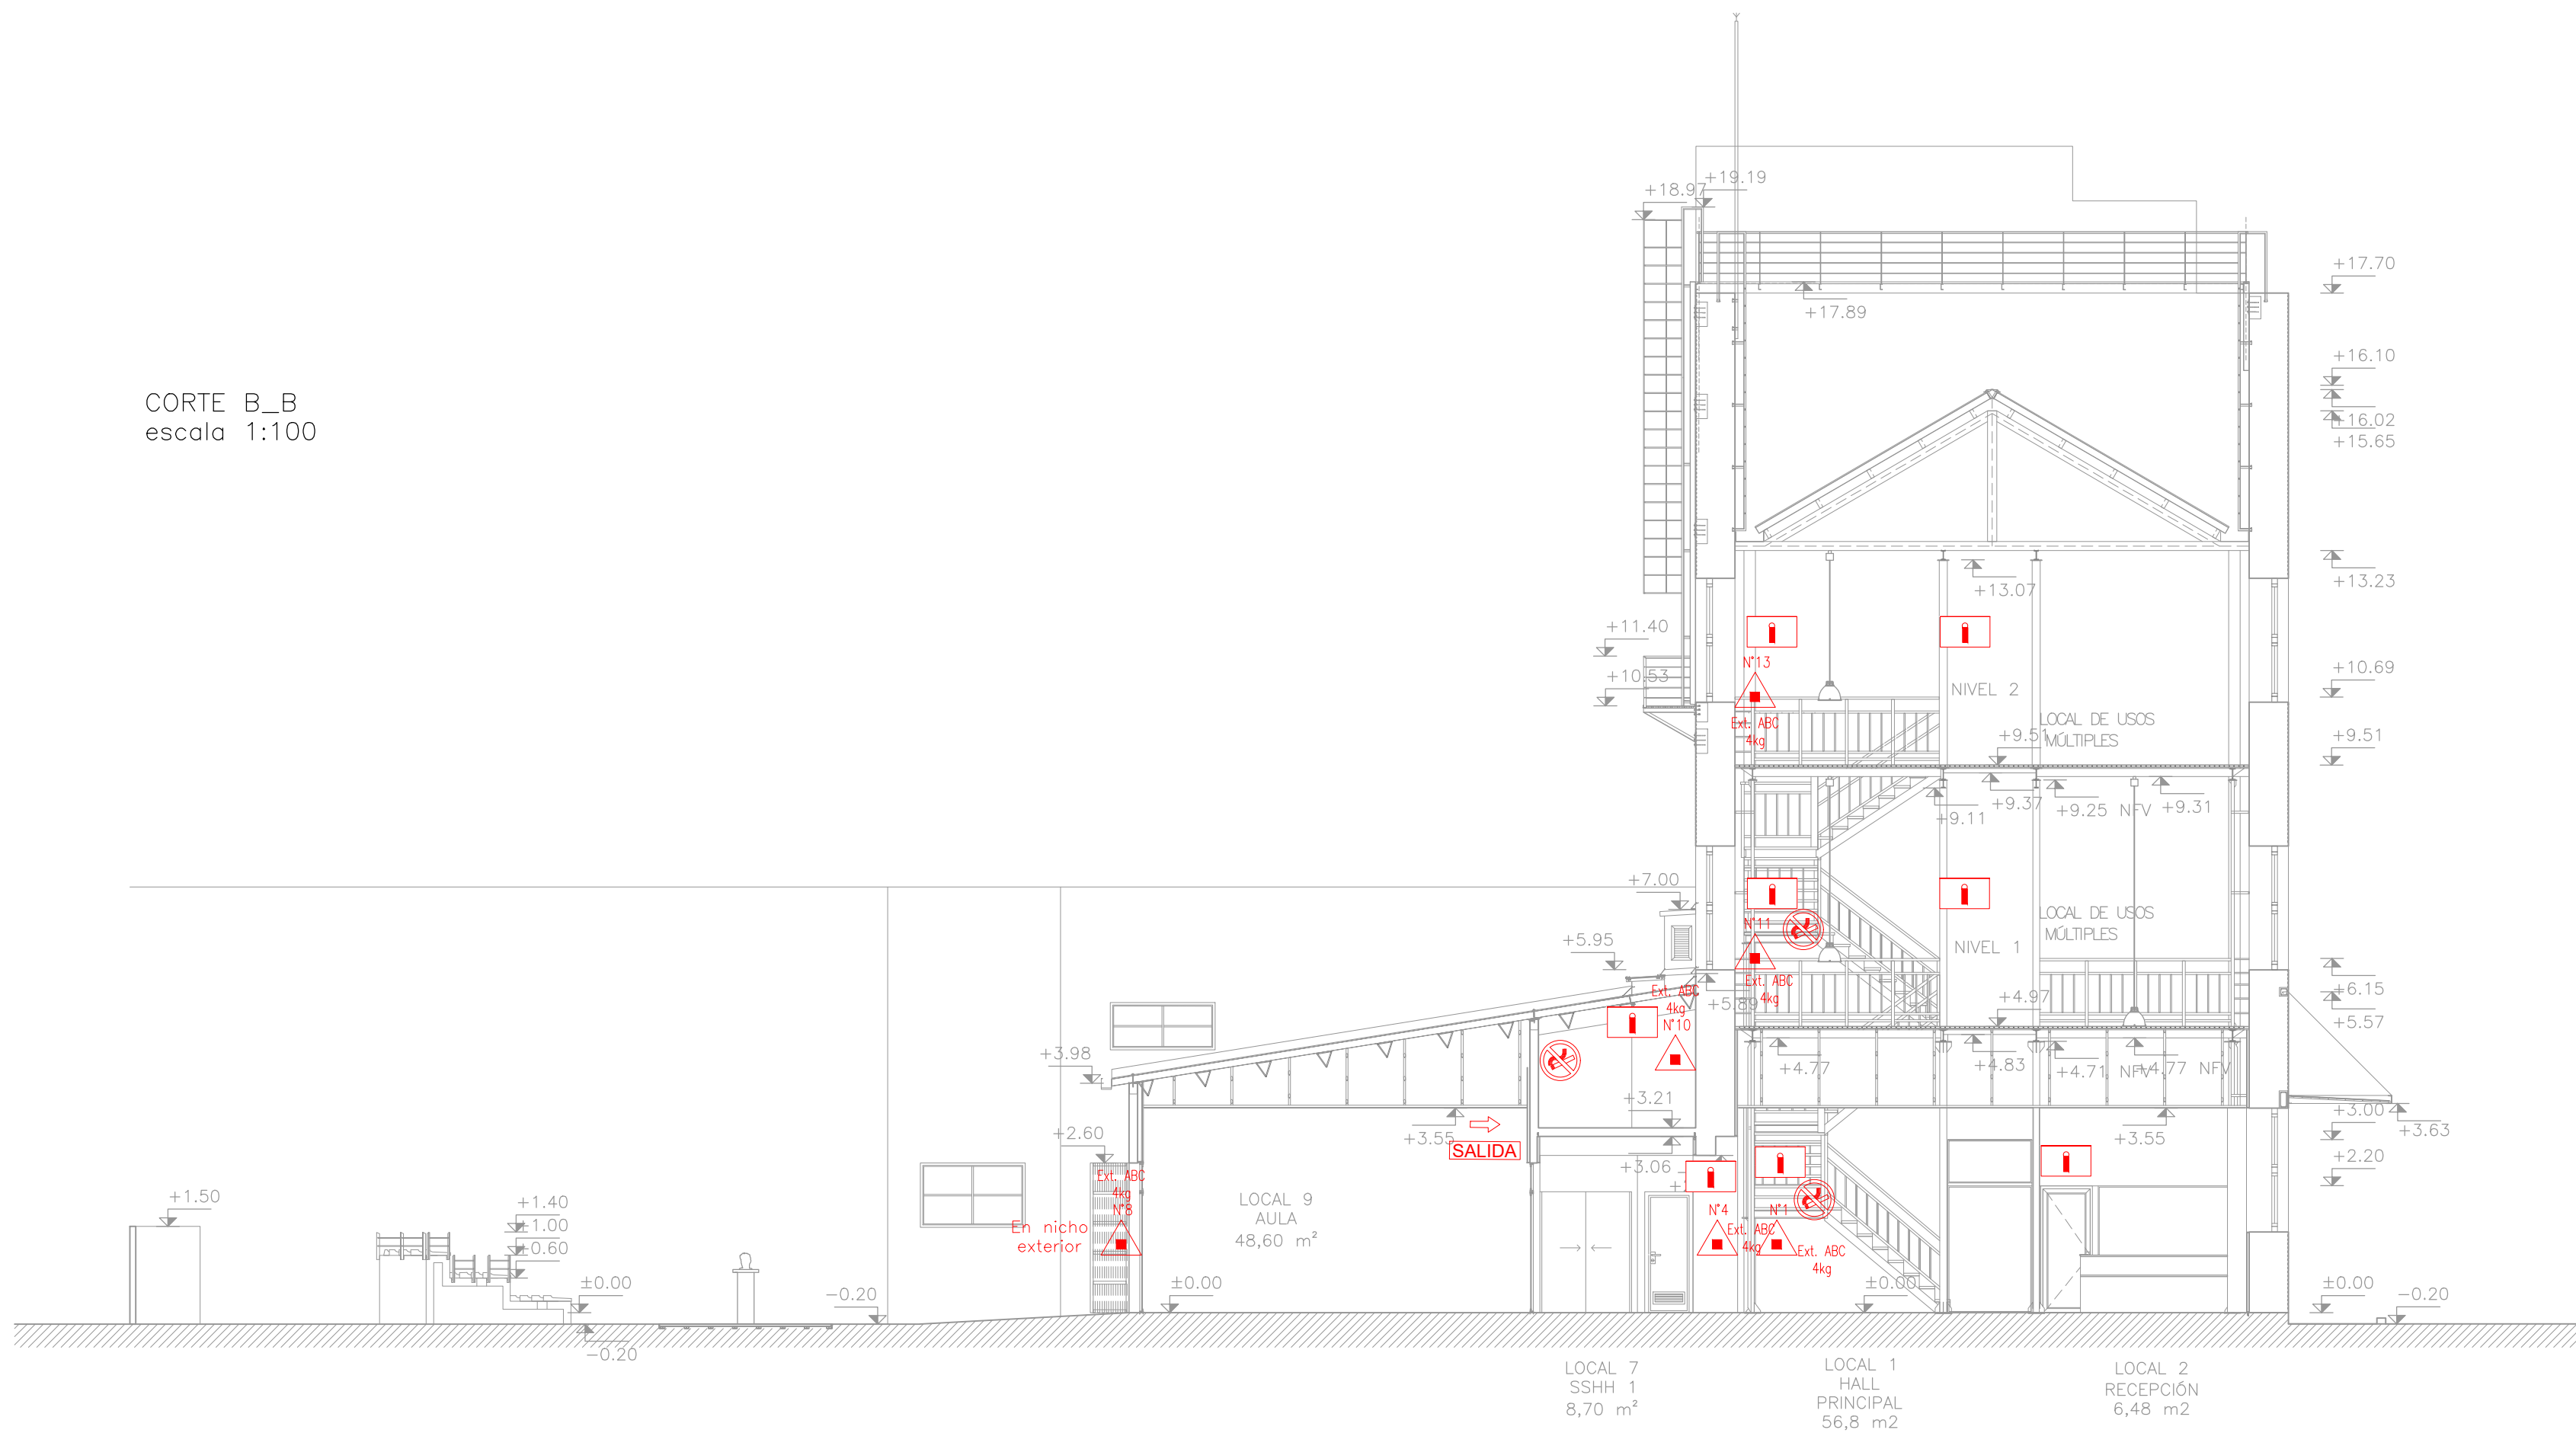 CORTE B_B
escala 1:100
+19.19
+18.97
+17.89
+17.70
+16.10
+16.02
+15.65
+13.23
+13.07
+11.40
+10.53
+10.69
N°13
Ext. ABC
4kg
NIVEL 2
LOCAL DE USOS
MÚLTIPLES
+9.51
+9.51
+9.37
+9.11
+9.25 NFV
+9.31
+7.00
+5.95
+5.89
N°11
Ext. ABC
4kg
NIVEL 1
LOCAL DE USOS
MÚLTIPLES
+4.97
+6.15
+5.57
Ext. ABC
4kg
N°10
+4.77
+4.83
+4.71 NFV
+4.77 NFV
+3.98
+3.21
+3.55
+3.06
+3.55
+3.00
+3.63
+2.20
SALIDA
+2.60
Ext. ABC
4kg
N°8
En nicho
exterior
LOCAL 9
AULA
48,60 m²
N°4
Ext. ABC
4kg
N°1
Ext. ABC
4kg
+1.50
+1.40
+1.00
+0.60
±0.00
-0.20
-0.20
±0.00
±0.00
±0.00
-0.20
LOCAL 7
SSHH 1
8,70 m²
LOCAL 1
HALL
PRINCIPAL
56,8 m2
LOCAL 2
RECEPCIÓN
6,48 m2